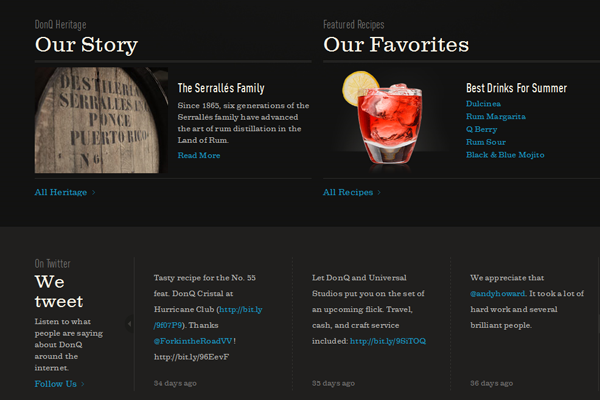 DonQ Heritage
Our Story
DESTILERIA
SERRALLES INC
PONCE
PUERTO RICO
The Serrallés Family
Since 1865, six generations of the
Serrallés family have advanced
the art of rum distillation in the
Land of Rum.
Read More
All Heritage
Featured Recipes
Our Favorites
Best Drinks For Summer
Dulcinea
Rum Margarita
Q Berry
Rum Sour
Black & Blue Mojito
All Recipes
On Twitter
We
tweet
Listen to what
people are saying
about DonQ
around the
internet.
Follow Us
Tasty recipe for the No. 55
feat. DonQ Cristal at
Hurricane Club (http://bit.ly
/9f07P9). Thanks
@ForkintheRoadVV!
http://bit.ly/96EevF
54 days ago
Let DonQ and Universal
Studios put you on the set of
an upcoming flick. Travel,
cash, and craft service
included: http://bit.ly/9SiTOQ
55 days ago
We appreciate that
@andyhoward. It took a lot of
hard work and several
brilliant people.
56 days ago